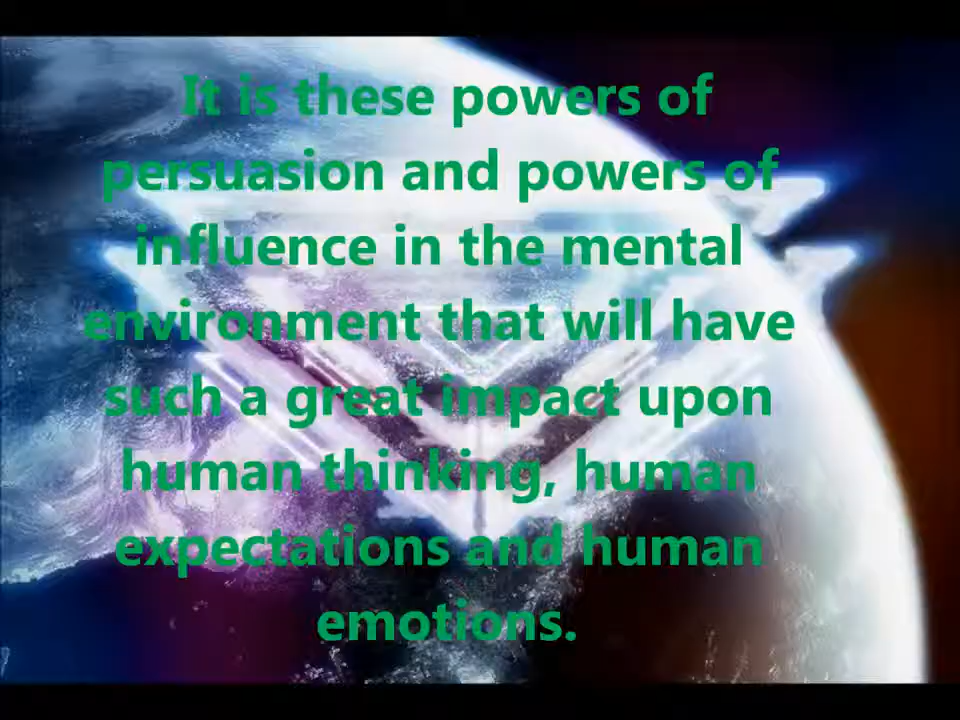 It is these powers of
persuasion and powers of
influence in the mental
environment that will have
such a great impact upon
human thinking, human
expectations and human
emotions.